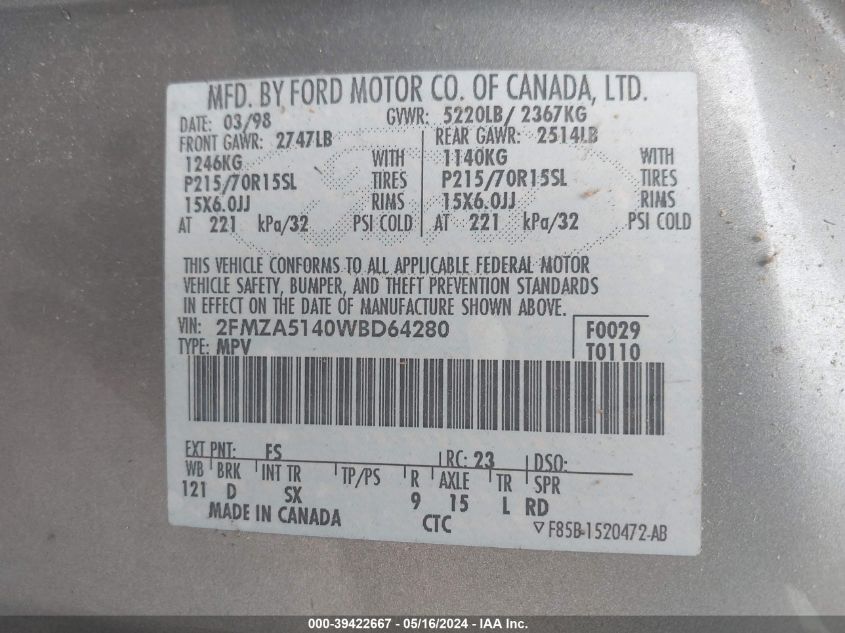 MFD. BY FORD MOTOR CO. OF CANADA, LTD.
DATE: 03/98 GVWR: 5220LB/ 2367KG
FRONT GAWR: 2747LB REAR GAWR: 2514LB
1246KG WITH 1140KG WITH
P215/70R15SL TIRES P215/70R15SL TIRES
15X6.0JJ RIMS 15X6.0JJ RIMS
AT 221 kPa/32 PSI COLD AT 221 kPa/32 PSI COLD
THIS VEHICLE CONFORMS TO ALL APPLICABLE FEDERAL MOTOR
VEHICLE SAFETY, BUMPER, AND THEFT PREVENTION STANDARDS
IN EFFECT ON THE DATE OF MANUFACTURE SHOWN ABOVE.
VIN: 2FMZA5140WBD64280 F0029
TYPE: MPV T0110
EXT PNT: FS RC: 23 DSO:
WB BRK INT TR TP/PS R AXLE TR SPR
121 D SX 9 15 L RD
MADE IN CANADA CTC ▽F85B-1520472-AB
000-39422667 - 05/16/2024 - IAA Inc.